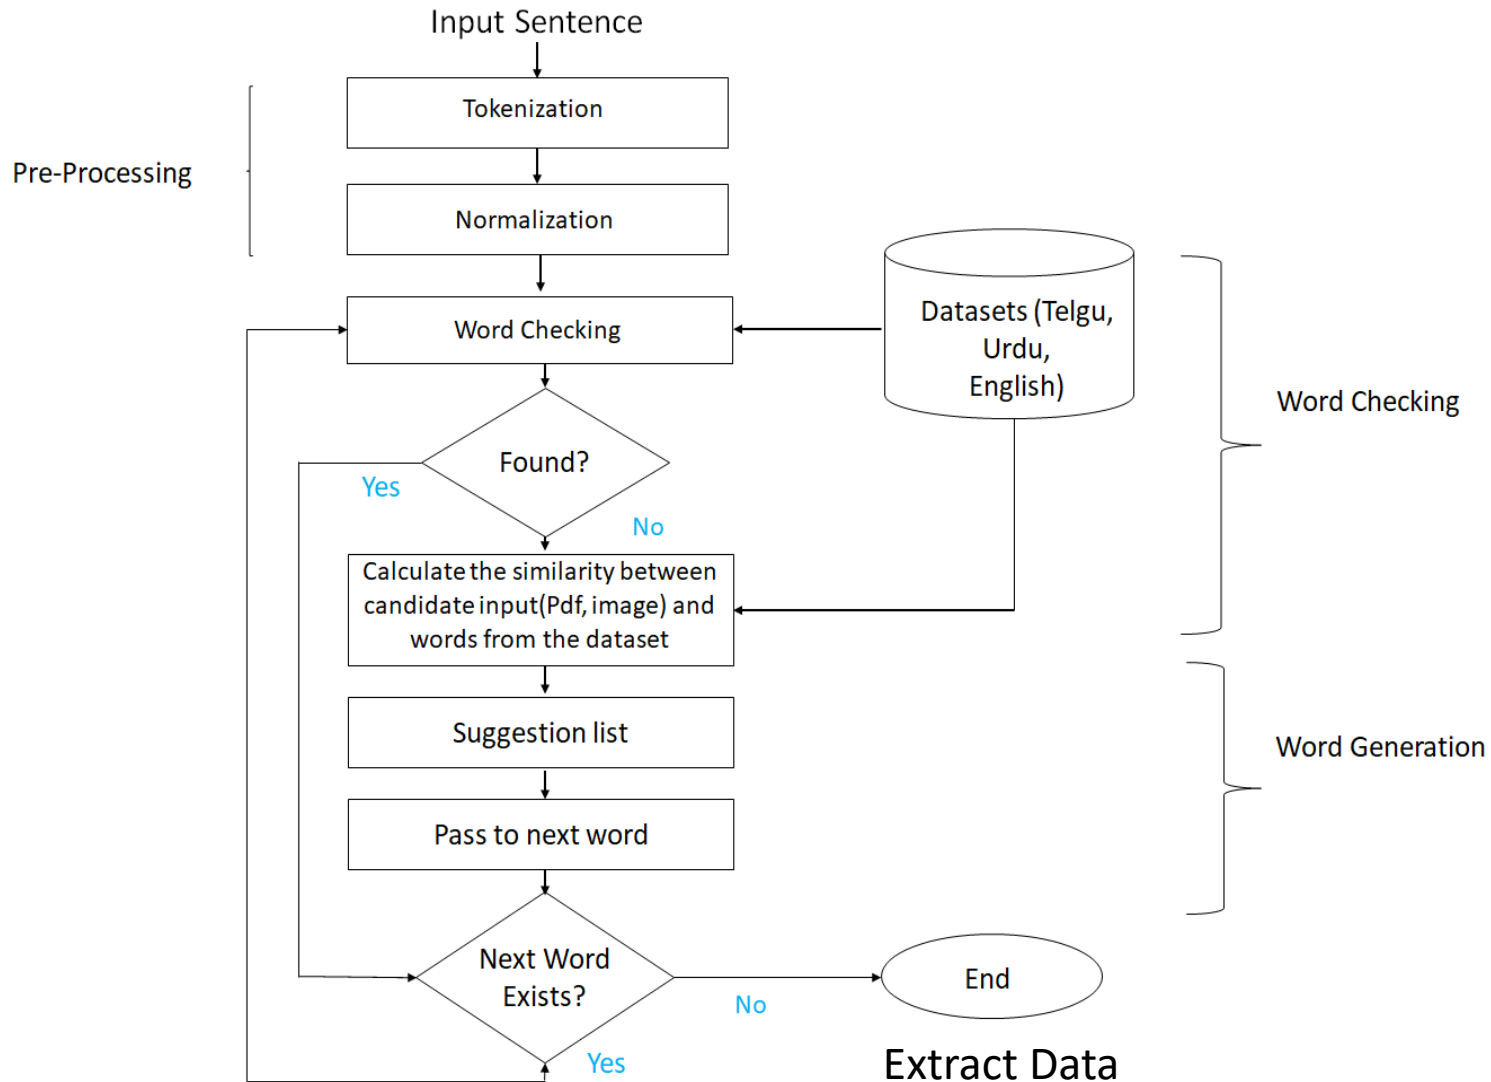 Input Sentence
Tokenization
Pre-Processing
Normalization
Datasets (Telgu,
Urdu,
English)
Word Checking
Word Checking
Found?
Yes
No
Calculate the similarity between
candidate input(Pdf, image) and
words from the dataset
Suggestion list
Word Generation
Pass to next word
Next Word
Exists?
No
End
Yes
Extract Data